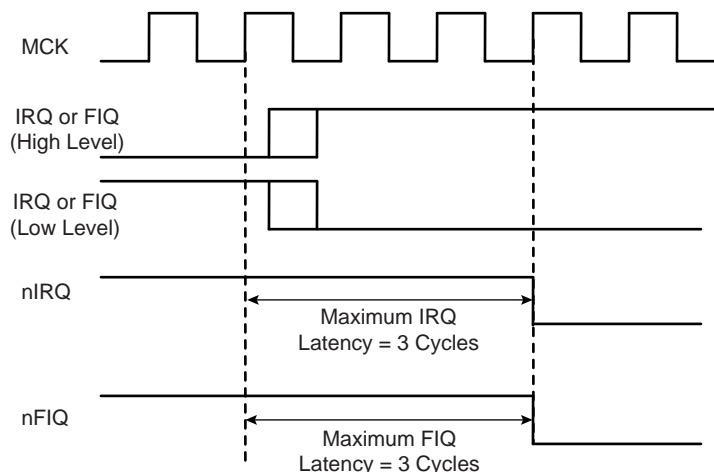 MCK
IRQ or FIQ
(High Level)
IRQ or FIQ
(Low Level)
nIRQ
Maximum IRQ
Latency = 3 Cycles
nFIQ
Maximum FIQ
Latency = 3 Cycles